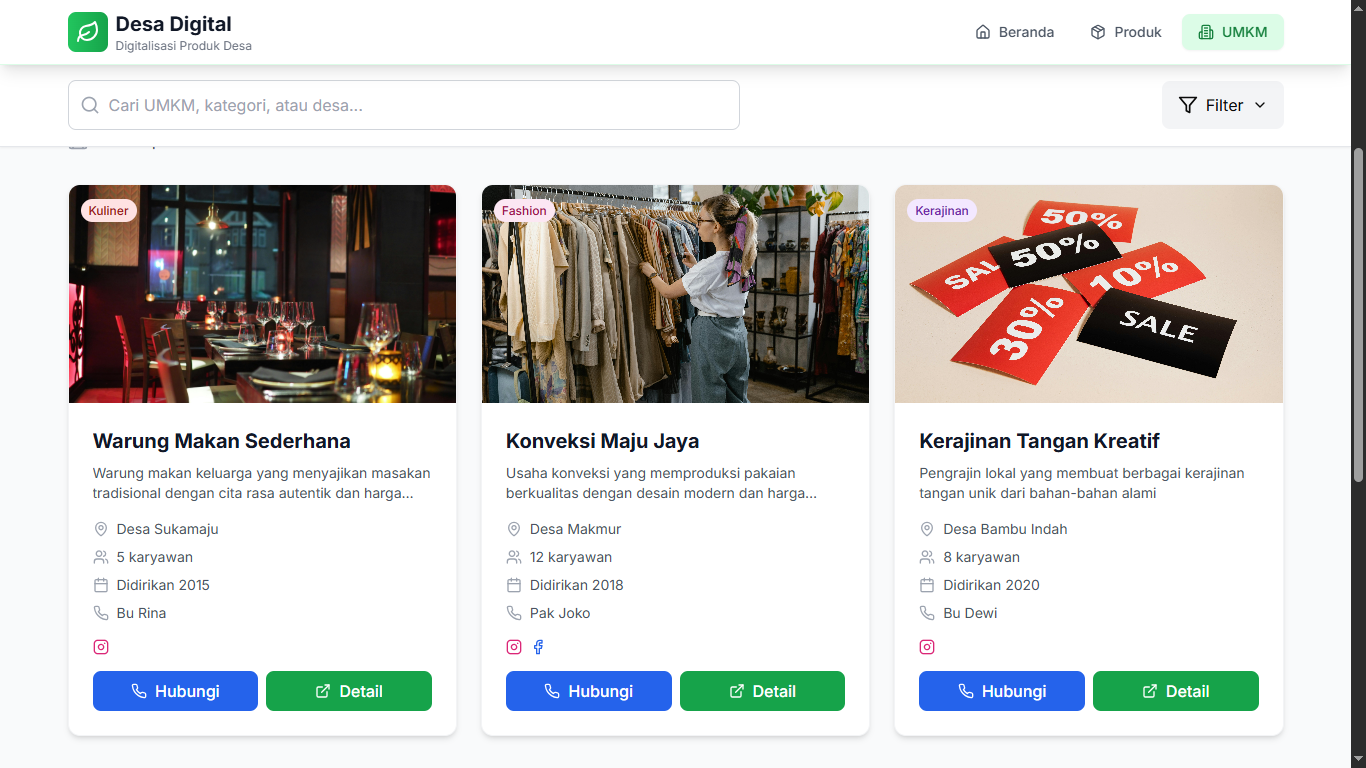 Desa Digital
Digitalisasi Produk Desa
Beranda
Produk
UMKM
Cari UMKM, kategori, atau desa...
Filter
Kuliner
Fashion
Kerajinan
50%
50%
SAL
10%
30%
SALE
Warung Makan Sederhana
Warung makan keluarga yang menyajikan masakan
tradisional dengan cita rasa autentik dan harga...
Desa Sukamaju
5 karyawan
Didirikan 2015
Bu Rina
Hubungi
Detail
Konveksi Maju Jaya
Usaha konveksi yang memproduksi pakaian
berkualitas dengan desain modern dan harga...
Desa Makmur
12 karyawan
Didirikan 2018
Pak Joko
Hubungi
Detail
Kerajinan Tangan Kreatif
Pengrajin lokal yang membuat berbagai kerajinan
tangan unik dari bahan-bahan alami
Desa Bambu Indah
8 karyawan
Didirikan 2020
Bu Dewi
Hubungi
Detail